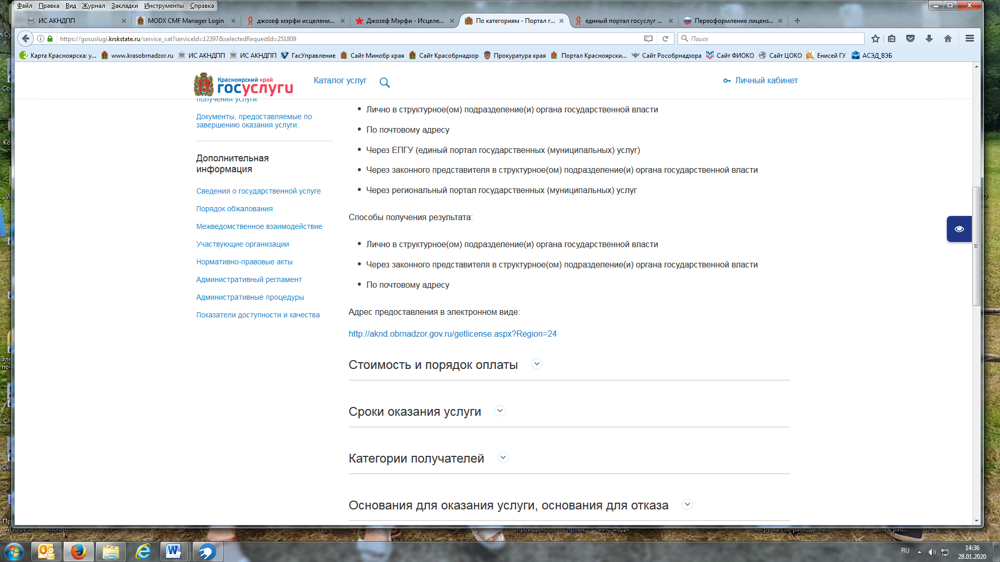 Файл Правка Вид Журнал Закладки Инструменты Справка
ИС АКНДПП
MODX CMF Manager Login
джозеф мэрфи исцелени...
Джозеф Мэрфи - Исцеле...
По категориям - Портал г...
единый портал госуслуг ...
Переоформление лиценз...
https://gosuslugi.krskstate.ru/service_cat?serviceId=12397&selectedRequestId=251809
Поиск
Карта Красноярска: у... www.krasobrnadzor.ru ИС АКНДПП ИС АКНДПП ГасУправление Сайт Минобр края Сайт Красобрнадзор Прокуратура края Портал Красноярски... Сайт Рособрнадзора Сайт ФИОКО Сайт ЦОКО Енисей ГУ АСЭД_ВЭБ
Красноярский край
госуслуги
Каталог услуг
Личный кабинет
получения услуги:
Документы, предоставляемые по
завершению оказания услуги:
Дополнительная
информация
Сведения о государственной услуге
Порядок обжалования
Межведомственное взаимодействие
Участвующие организации
Нормативно-правовые акты
Административный регламент
Административные процедуры
Показатели доступности и качества
Лично в структурное(ом) подразделение(и) органа государственной власти
По почтовому адресу
Через ЕПГУ (единый портал государственных (муниципальных) услуг)
Через законного представителя в структурное(ом) подразделение(и) органа государственной власти
Через региональный портал государственных (муниципальных) услуг
Способы получения результата:
Лично в структурное(ом) подразделение(и) органа государственной власти
Через законного представителя в структурное(ом) подразделение(и) органа государственной власти
По почтовому адресу
Адрес предоставления в электронном виде:
http://aknd.obrnadzor.gov.ru/getlicense.aspx?Region=24
Стоимость и порядок оплаты
Сроки оказания услуги
Категории получателей
Основания для оказания услуги, основания для отказа
RU
14:36
28.01.2020